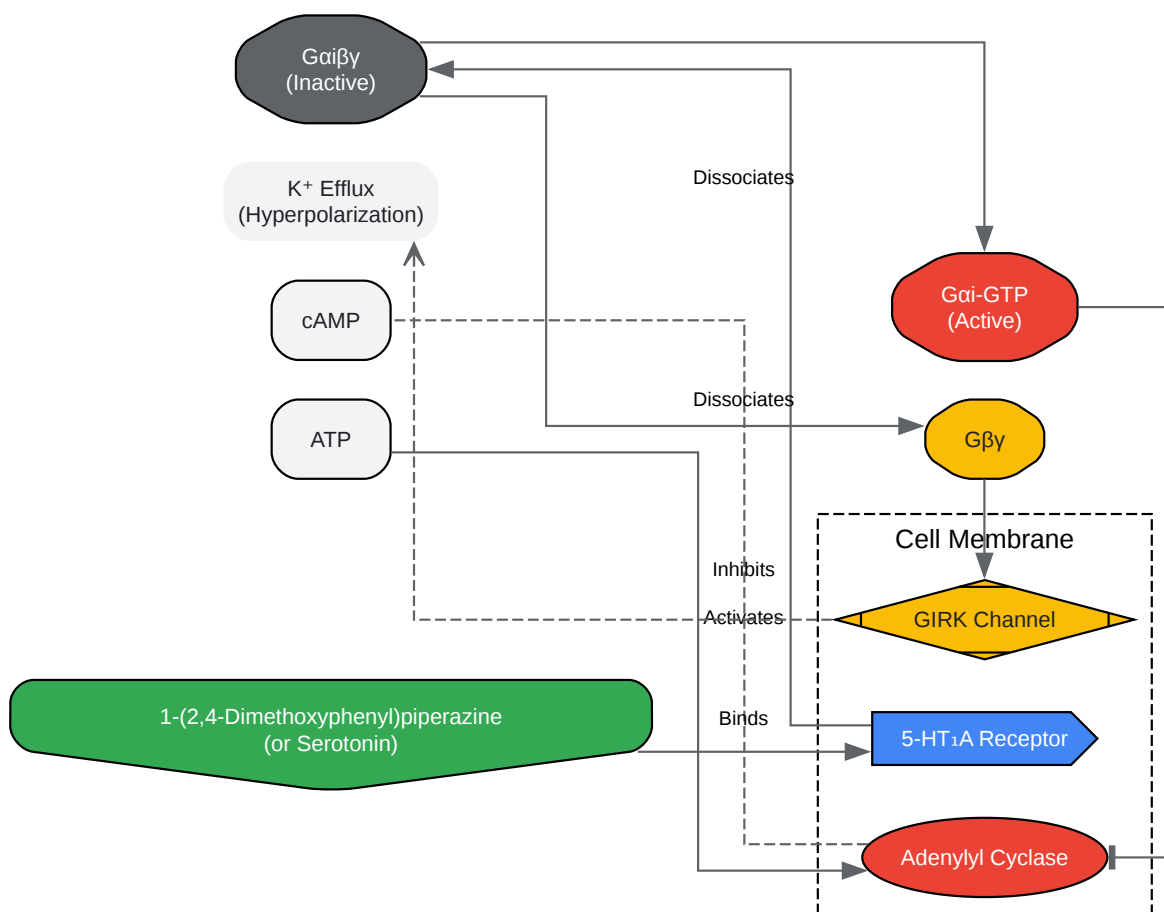 Gαiβγ
(Inactive)
Dissociates
K⁺ Efflux
(Hyperpolarization)
Gαi-GTP
(Active)
cAMP
Dissociates
ATP
Gβγ
Cell Membrane
Inhibits
Activates
GIRK Channel
1-(2,4-Dimethoxyphenyl)piperazine
(or Serotonin)
Binds
5-HT₁A Receptor
Adenylyl Cyclase